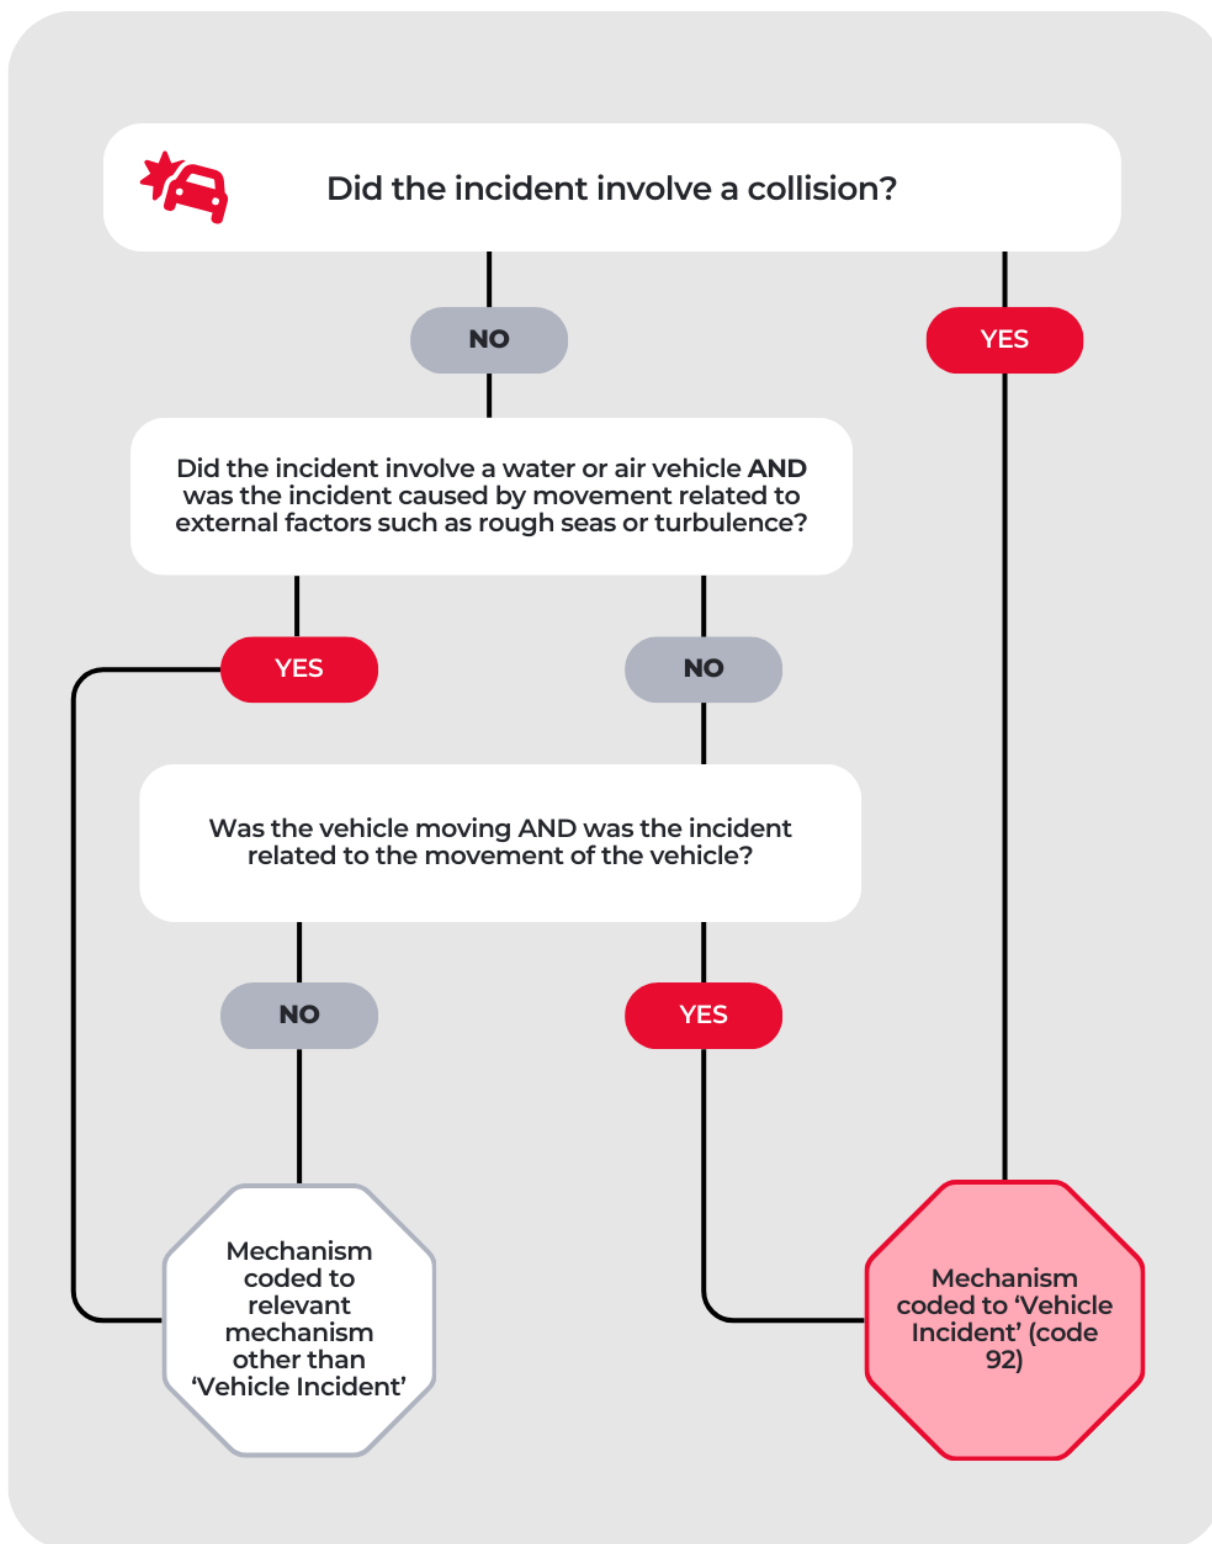 Did the incident involve a collision?
NO
YES
Did the incident involve a water or air vehicle AND
was the incident caused by movement related to
external factors such as rough seas or turbulence?
YES
NO
Was the vehicle moving AND was the incident
related to the movement of the vehicle?
NO
YES
Mechanism
coded to
relevant
mechanism
other than
‘Vehicle Incident’
Mechanism
coded to ‘Vehicle
Incident’ (code
92)